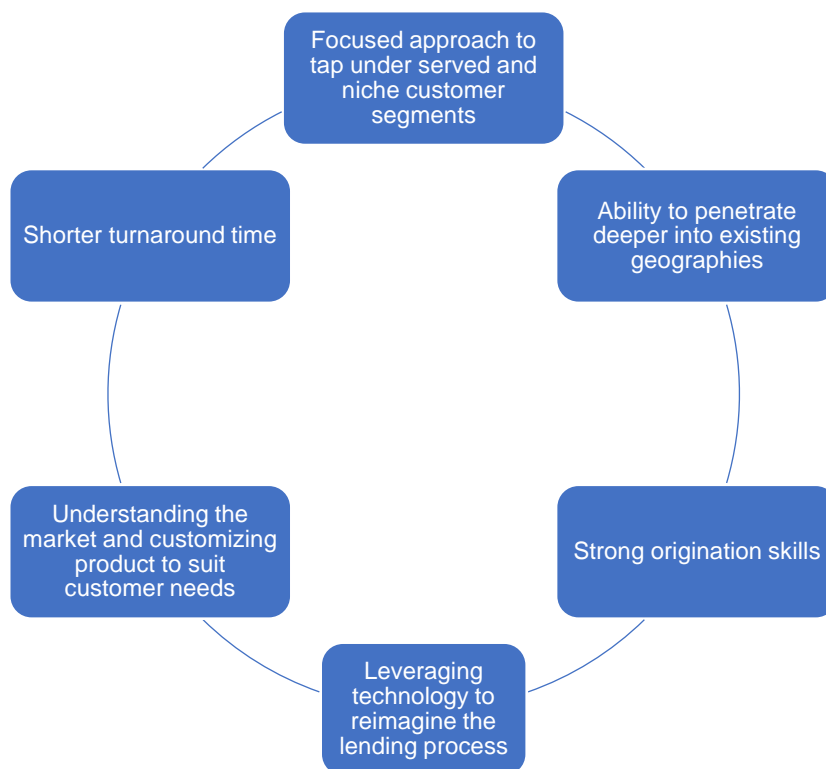 Focused approach to
tap under served and
niche customer
segments
Ability to penetrate
deeper into existing
geographies
Strong origination skills
Leveraging
technology to
reimagine the
lending process
Understanding the
market and customizing
product to suit
customer needs
Shorter turnaround time